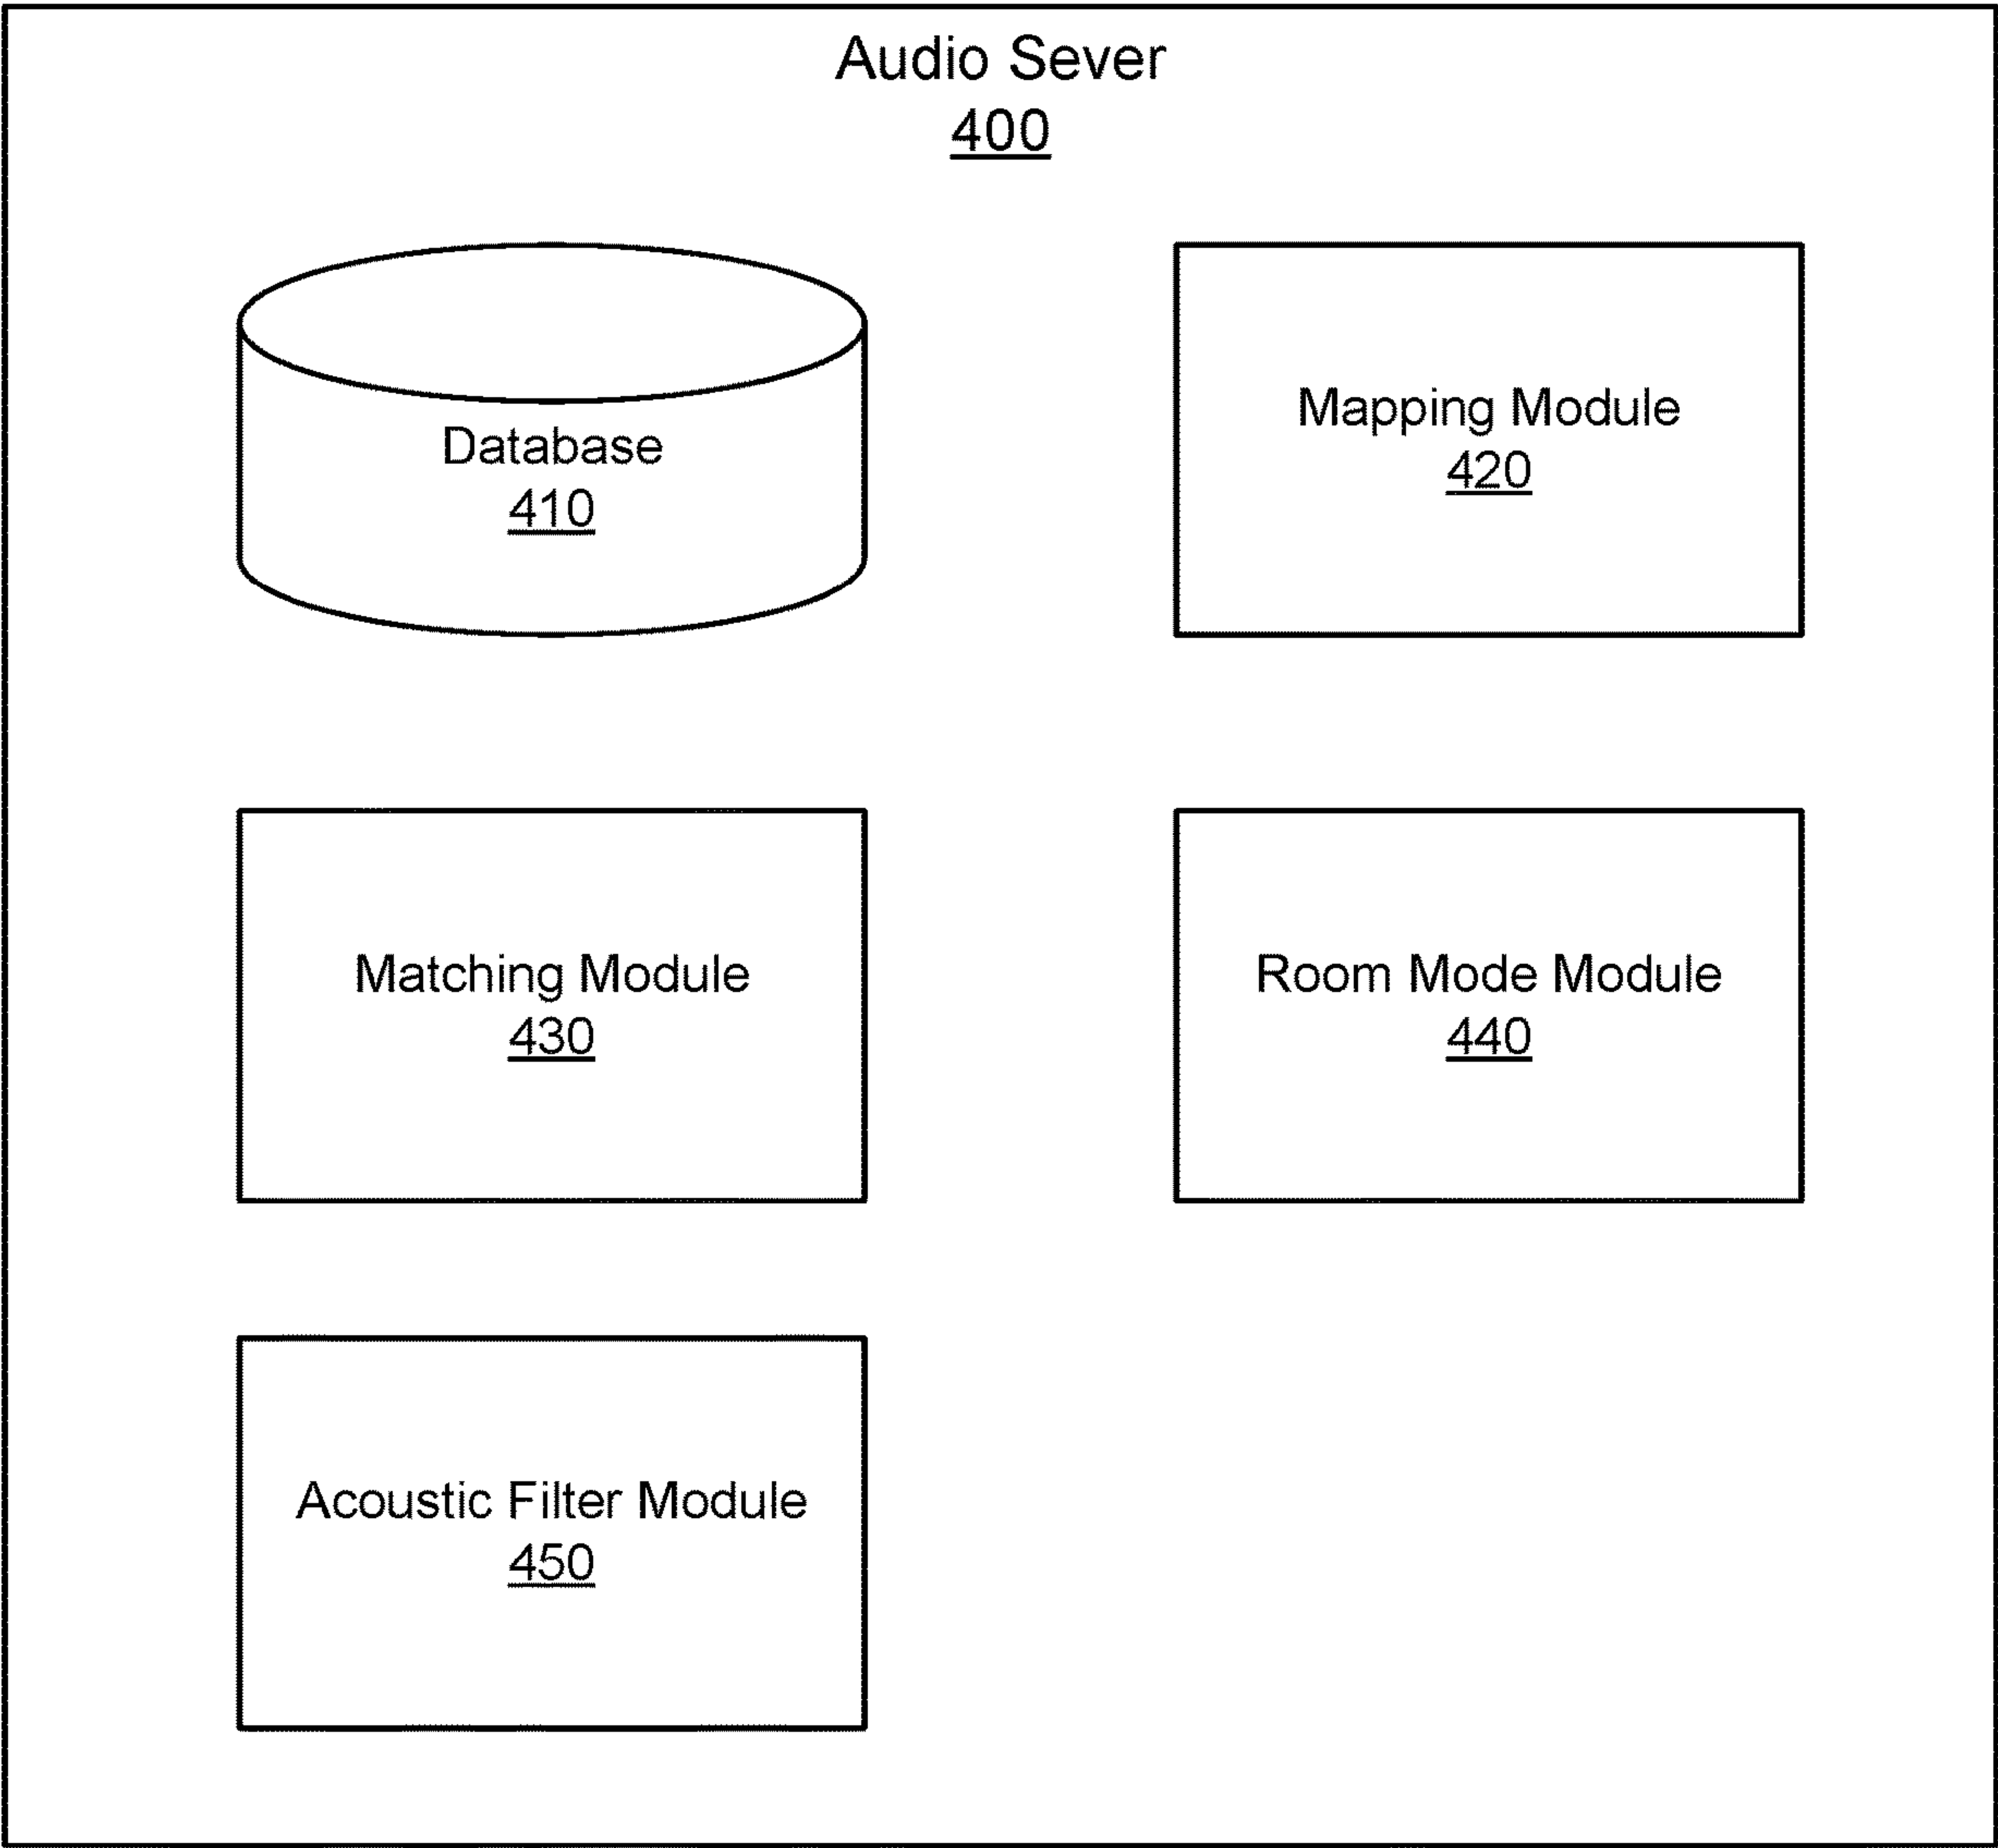 Audio Sever
400
Database
410
Mapping Module
420
Matching Module
430
Room Mode Module
440
Acoustic Filter Module
450